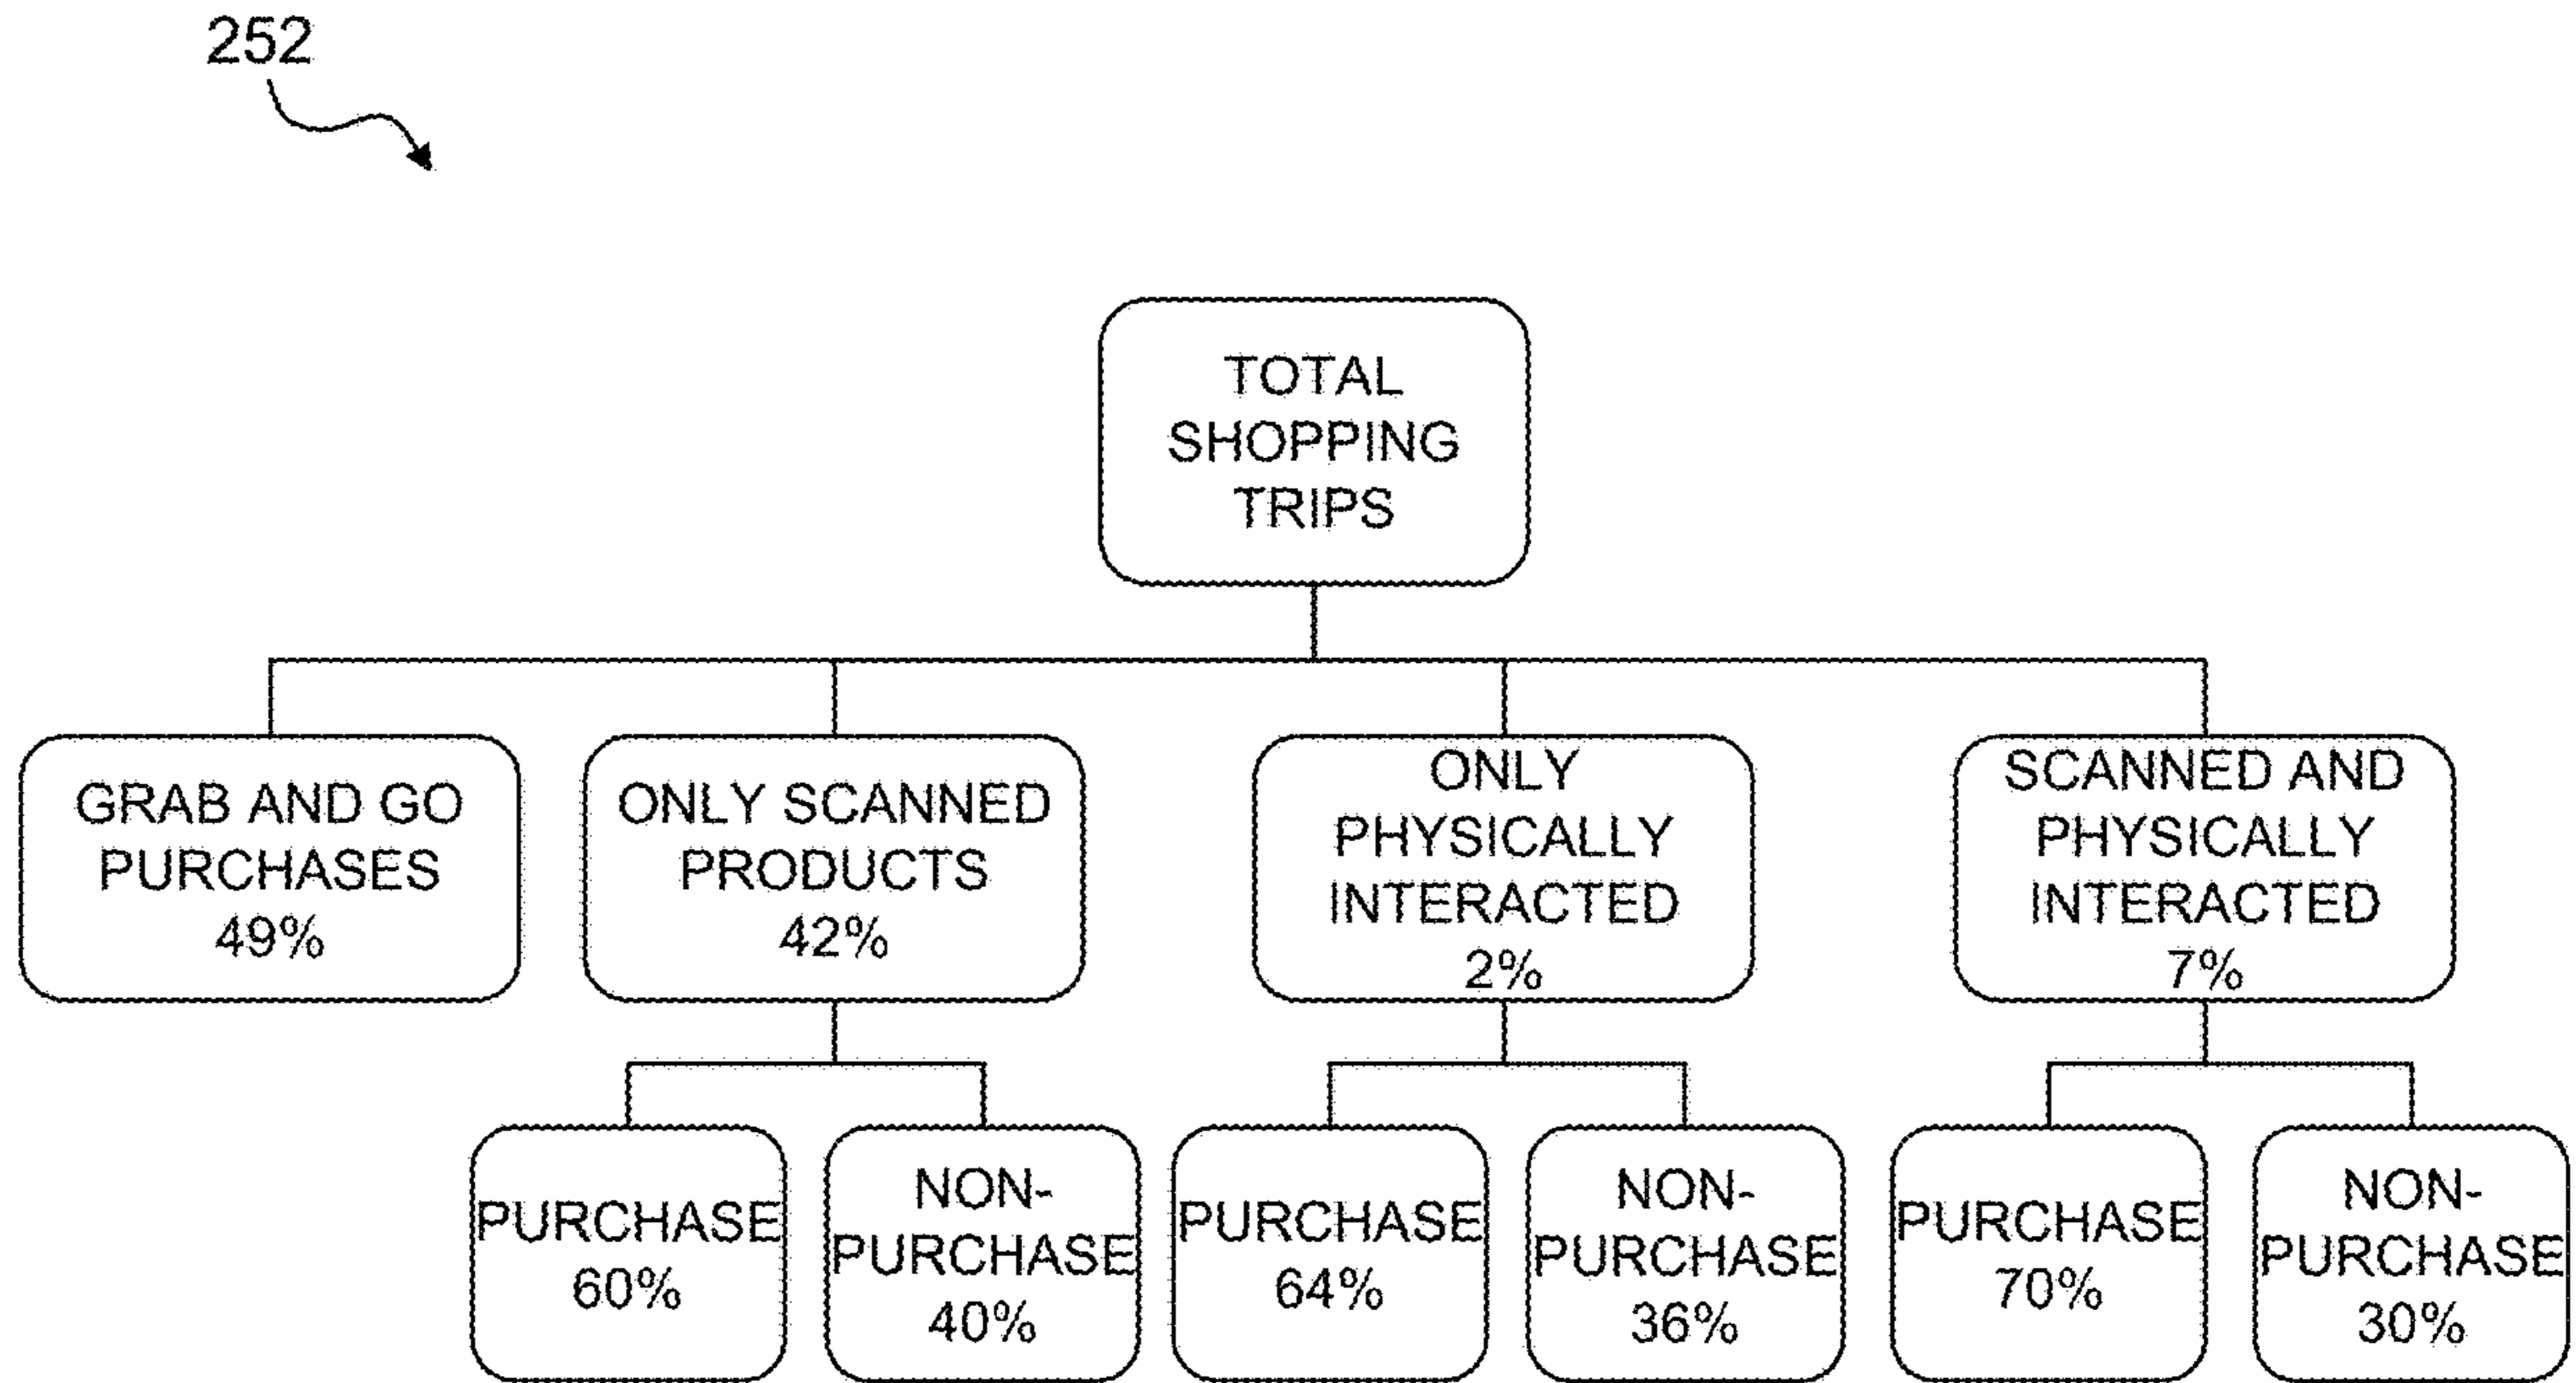 252
TOTAL
SHOPPING
TRIPS
GRAB AND GO
PURCHASES
49%
ONLY SCANNED
PRODUCTS
42%
ONLY
PHYSICALLY
INTERACTED
2%
SCANNED AND
PHYSICALLY
INTERACTED
7%
PURCHASE
60%
NON-
PURCHASE
40%
PURCHASE
64%
NON-
PURCHASE
36%
PURCHASE
70%
NON-
PURCHASE
30%